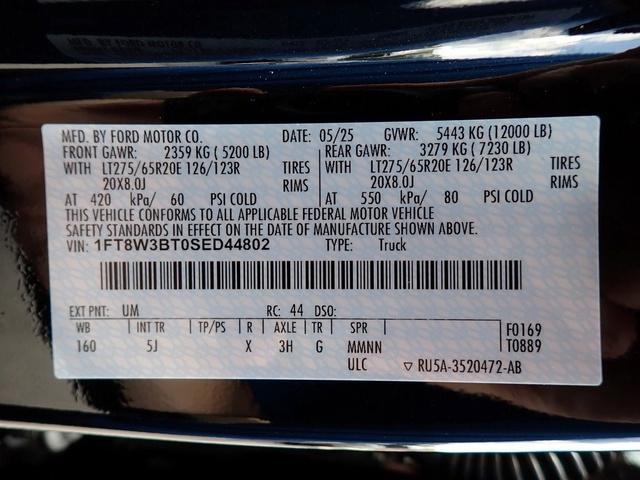 MFD. BY FORD MOTOR CO. DATE: 05/25 GVWR: 5443 KG (12000 LB)
FRONT GAWR: 2359 KG ( 5200 LB) REAR GAWR: 3279 KG ( 7230 LB)
WITH LT275/65R20E 126/123R TIRES WITH LT275/65R20E 126/123R TIRES
20X8.0J RIMS 20X8.0J RIMS
AT 420 kPa/ 60 PSI COLD AT 550 kPa/ 80 PSI COLD
THIS VEHICLE CONFORMS TO ALL APPLICABLE FEDERAL MOTOR VEHICLE
SAFETY STANDARDS IN EFFECT ON THE DATE OF MANUFACTURE SHOWN ABOVE.
VIN: 1FT8W3BT0SED44802 TYPE: Truck
EXT PNT: UM RC: 44 DSO:
WB INT TR TP/PS R AXLE TR SPR F0169
160 5J X 3H G MMNN T0889
ULC ▽ RU5A-3520472-AB